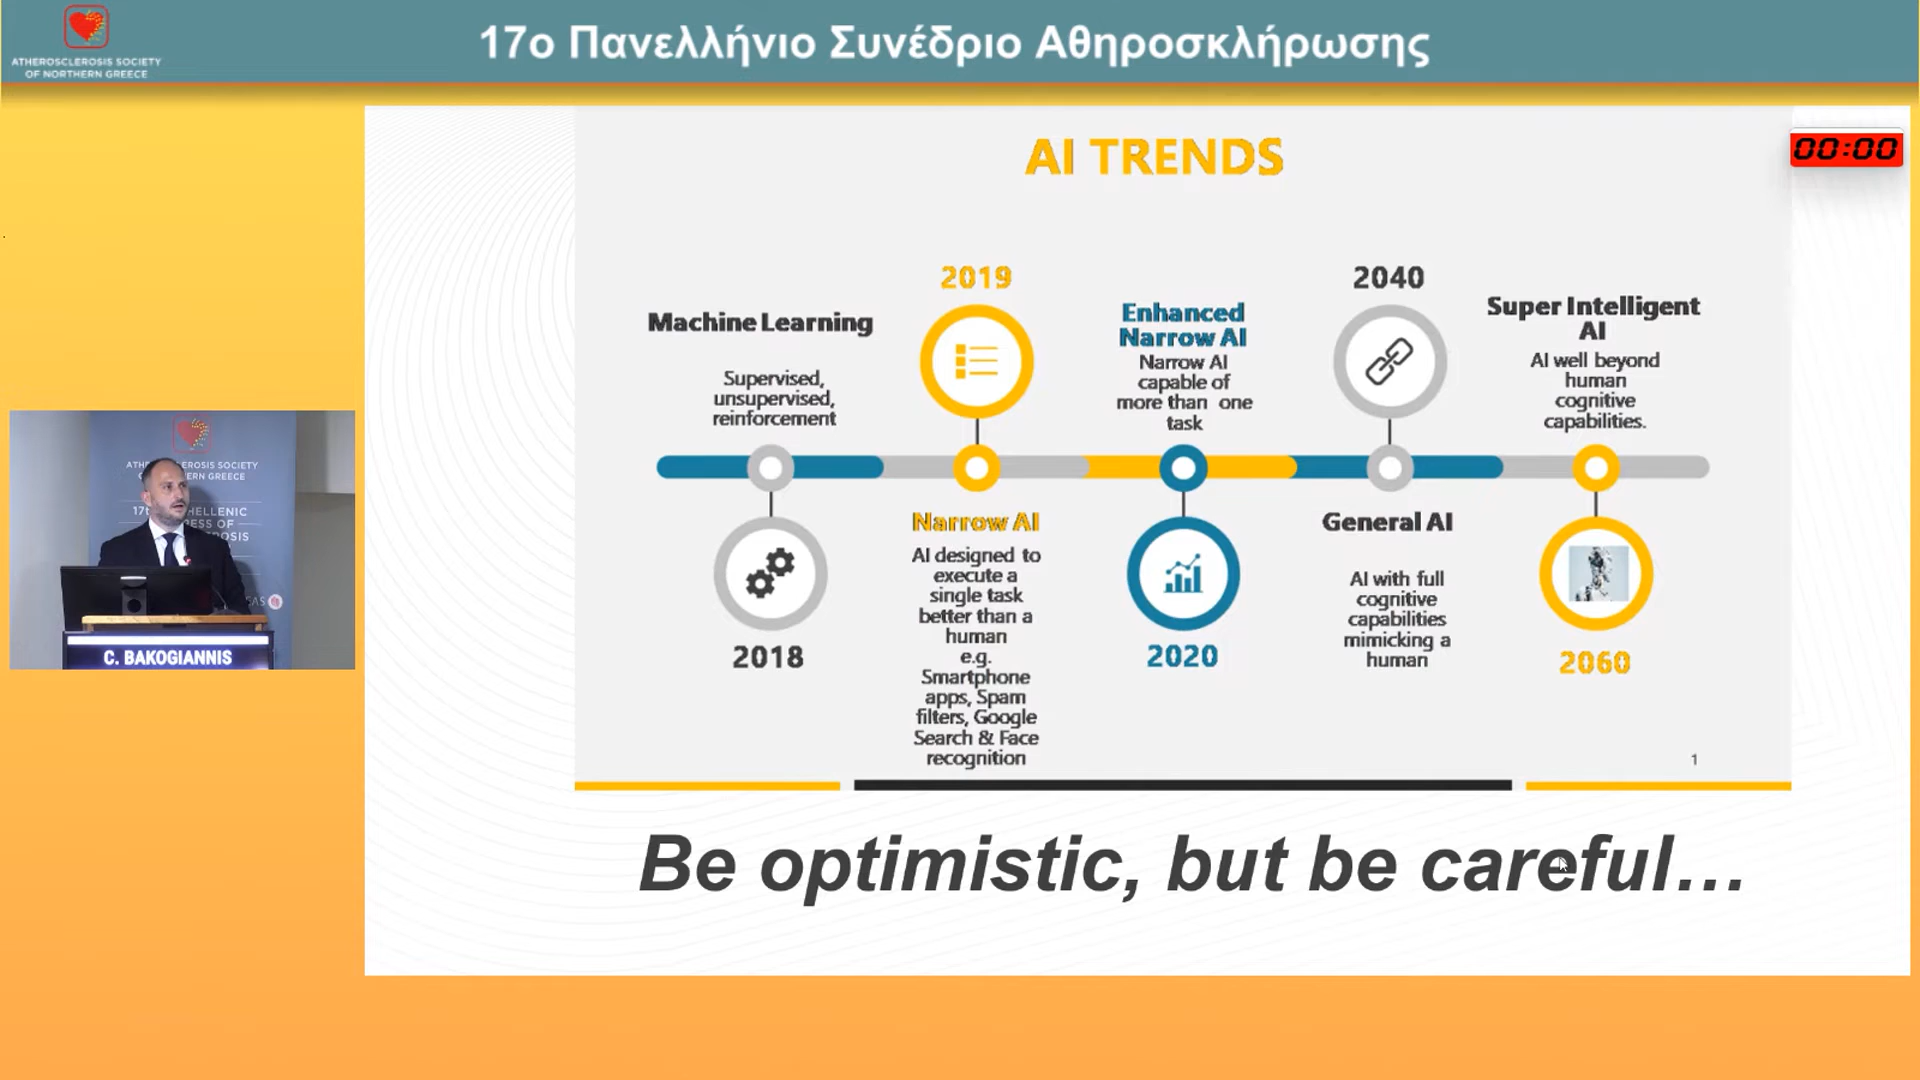 ATHEROSCLEROSIS SOCIETY
OF NORTHERN GREECE
17ο Πανελλήνιο Συνέδριο Αθηροσκλήρωσης
00:00
AI TRENDS
Machine Learning
Supervised,
unsupervised,
reinforcement
2018
2019
Narrow AI
AI designed to
execute a
single task
better than a
human
e.g.
Smartphone
apps, Spam
filters, Google
Search & Face
recognition
Enhanced
Narrow AI
Narrow AI
capable of
more than one
task
2020
2040
General AI
AI with full
cognitive
capabilities
mimicking a
human
Super Intelligent
AI
AI well beyond
human
cognitive
capabilities.
2060
1
Be optimistic, but be careful...
SOCIETY
GREECE
HELLENIC
OF
C. BAKOGIANNIS